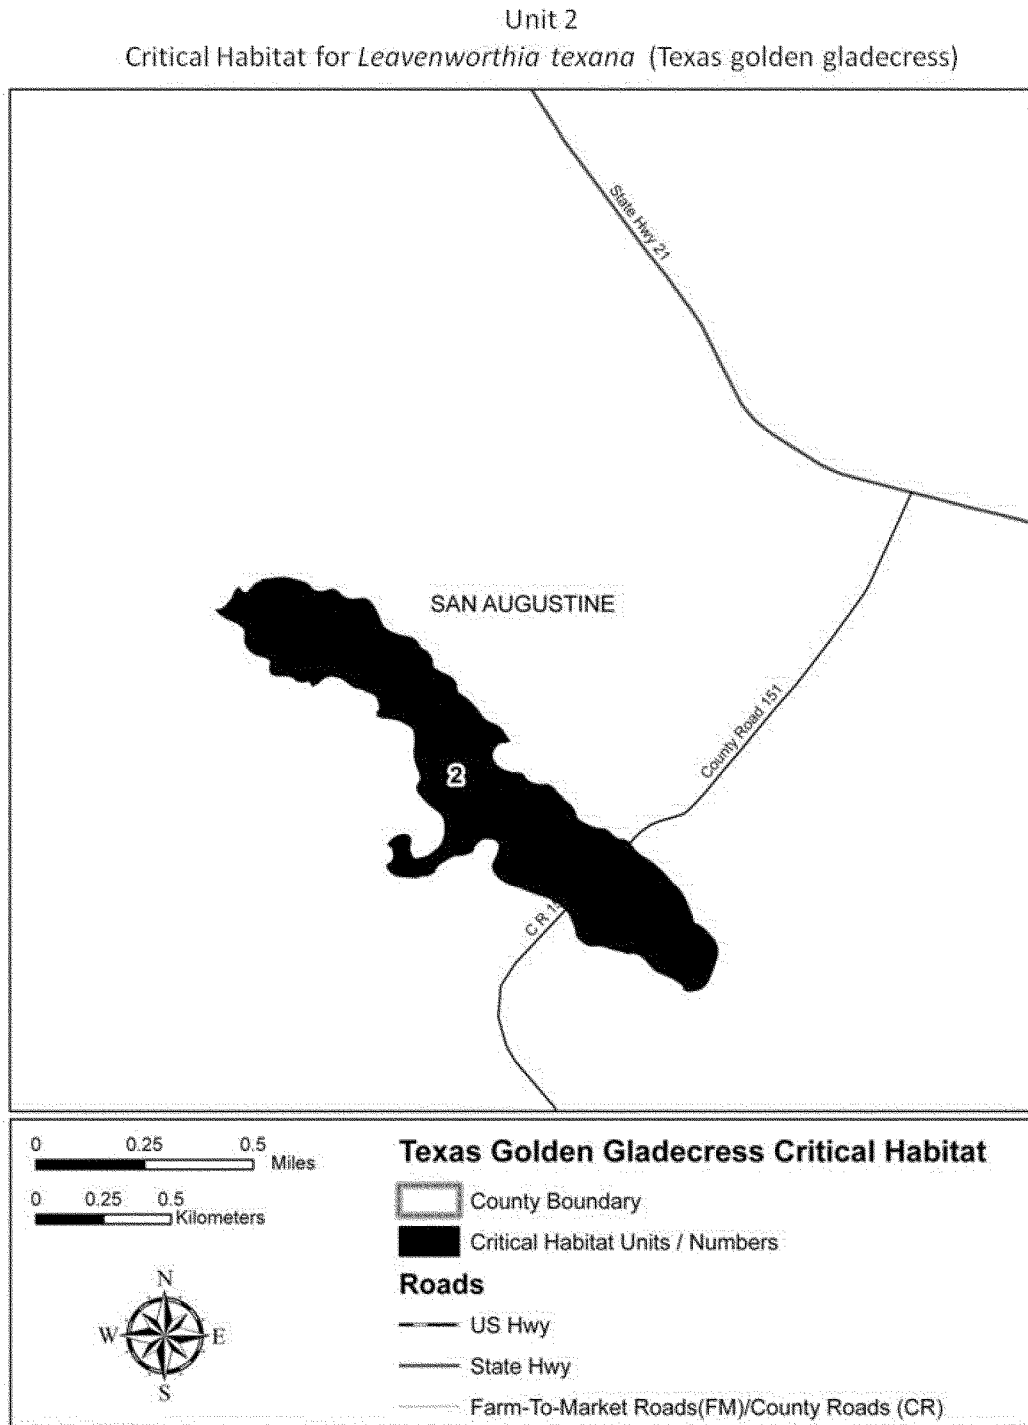 Unit 2
Critical Habitat for Leavenworthia texana (Texas golden gladecress)
State Hwy 21
SAN AUGUSTINE
County Road 151
2
C R
0 0.25 0.5
Miles
0 0.25 0.5
Kilometers
N
W E
S
Texas Golden Gladecress Critical Habitat
County Boundary
Critical Habitat Units / Numbers
Roads
US Hwy
State Hwy
Farm-To-Market Roads(FM)/County Roads (CR)